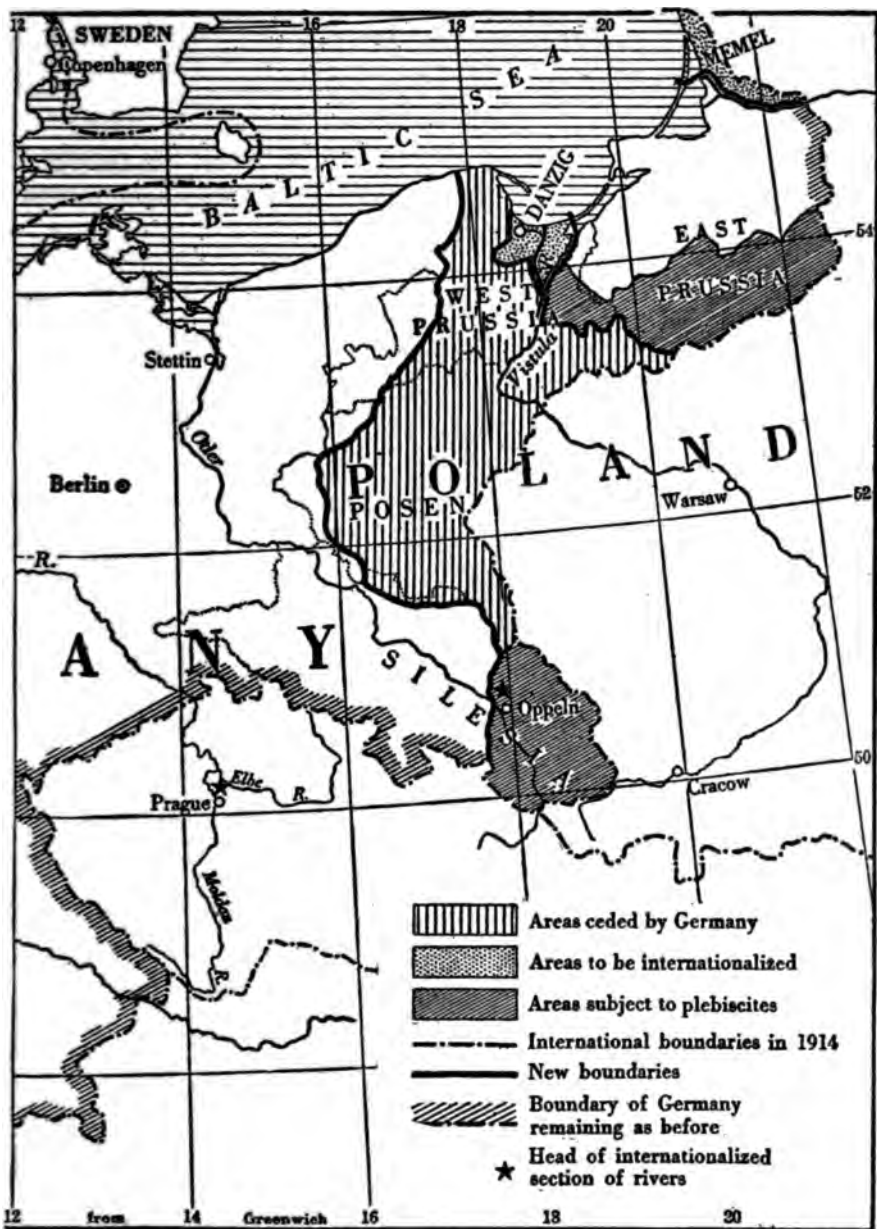 12 16 18 20
SWEDEN
Copenhagen
MEMEL
BALTIC SEA
DANZIG
EAST
54
PRUSSIA
WEST
PRUSSIA
Stettin
Vistula
Oder
POLAND
Berlin
POSEN
Warsaw
52
R.
ANY
SILESIA
Oppeln
50
Elbe
R.
Prague
Cracow
Moldau
R.
Areas ceded by Germany
Areas to be internationalized
Areas subject to plebiscites
International boundaries in 1914
New boundaries
Boundary of Germany
remaining as before
Head of internationalized
section of rivers
12 from 14 Greenwich 16 18 20